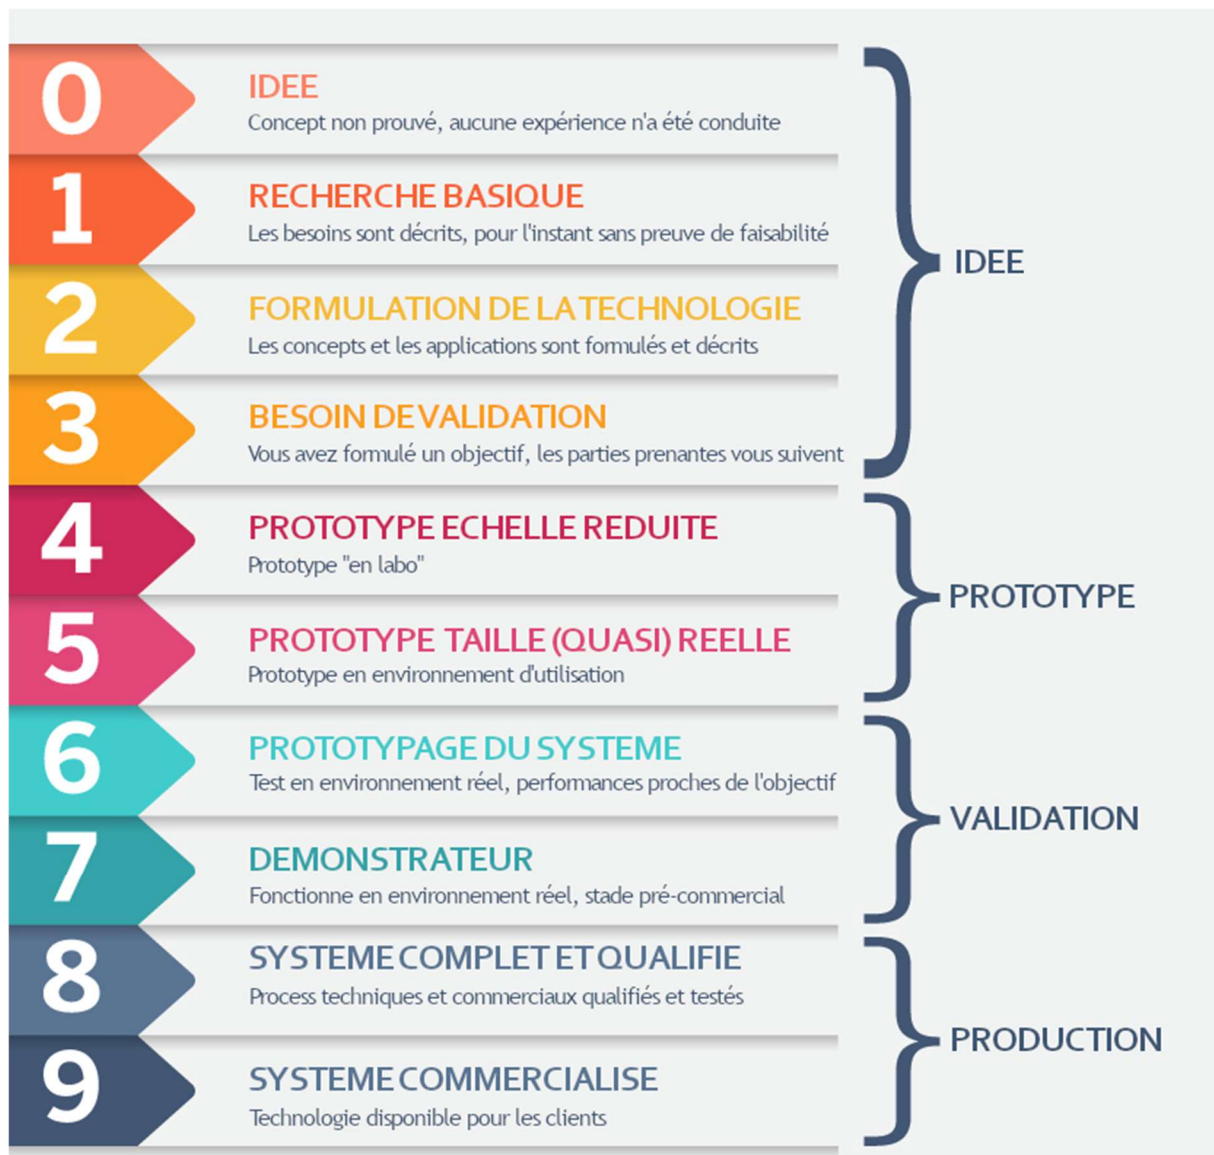 0
IDEE
Concept non prouvé, aucune expérience n'a été conduite
1
RECHERCHE BASIQUE
Les besoins sont décrits, pour l'instant sans preuve de faisabilité
2
FORMULATION DE LA TECHNOLOGIE
Les concepts et les applications sont formulés et décrits
3
BESOIN DE VALIDATION
Vous avez formulé un objectif, les parties prenantes vous suivent
IDEE
4
PROTOTYPE ECHELLE REDUITE
Prototype "en labo"
5
PROTOTYPE TAILLE (QUASI) REELLE
Prototype en environnement d'utilisation
PROTOTYPE
6
PROTOTYPAGE DU SYSTEME
Test en environnement réel, performances proches de l'objectif
7
DEMONSTRATEUR
Fonctionne en environnement réel, stade pré-commercial
VALIDATION
8
SYSTEME COMPLET ET QUALIFIE
Process techniques et commerciaux qualifiés et testés
9
SYSTEME COMMERCIALISE
Technologie disponible pour les clients
PRODUCTION